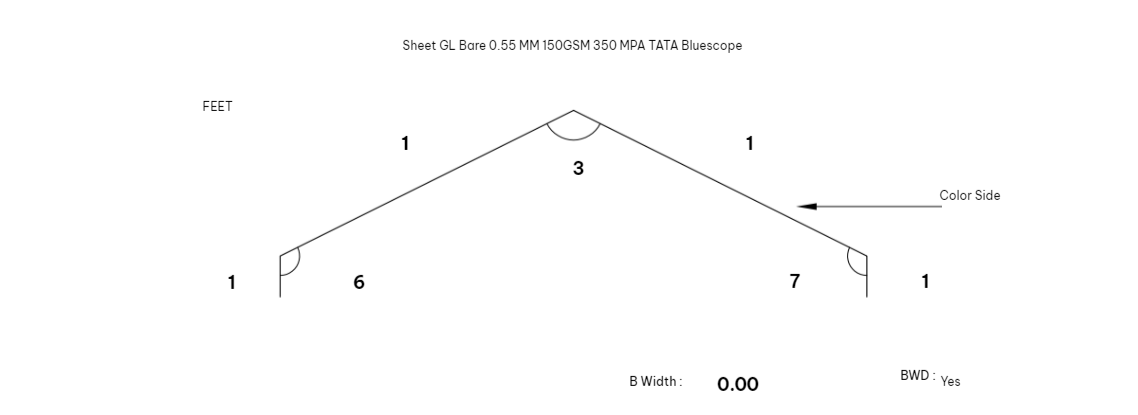 Sheet GL Bare 0.55 MM 150GSM 350 MPA TATA Bluescope
FEET
1
1
3
Color Side
1
6
7
1
B Width : 0.00
BWD : Yes